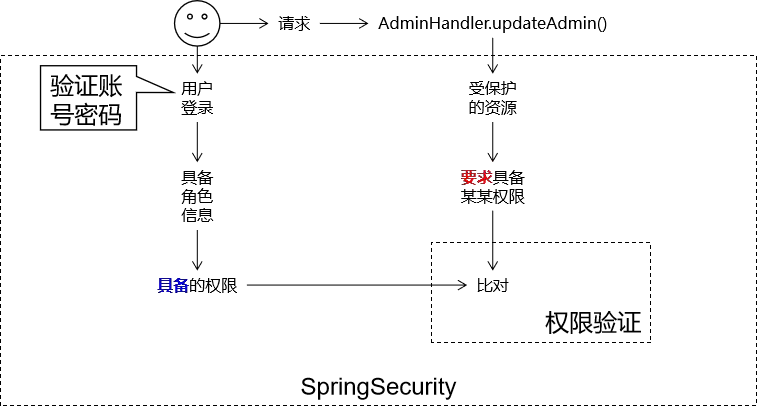 请求
AdminHandler.updateAdmin()
验证账
号密码
用户
登录
受保护
的资源
具备
角色
信息
要求具备
某某权限
具备的权限
比对
权限验证
SpringSecurity